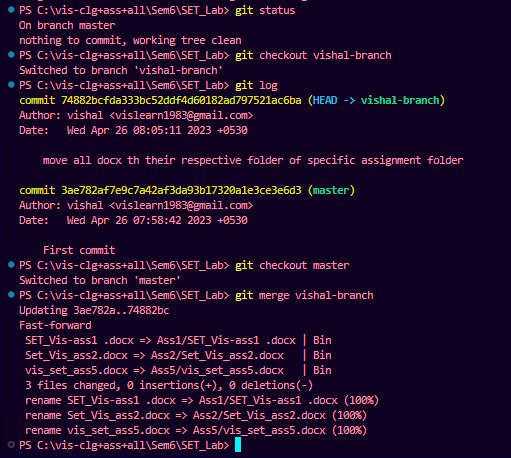 PS C:\vis-clg+ass+all\Sem6\SET_Lab> git status
On branch master
nothing to commit, working tree clean
PS C:\vis-clg+ass+all\Sem6\SET_Lab> git checkout vishal-branch
Switched to branch 'vishal-branch'
PS C:\vis-clg+ass+all\Sem6\SET_Lab> git log
commit 74882bcfda333bc52ddf4d60182ad797521ac6ba (HEAD -> vishal-branch)
Author: vishal <vislearn1983@gmail.com>
Date:   Wed Apr 26 08:05:11 2023 +0530
move all docx th their respective folder of specific assignment folder
commit 3ae782af7e9c7a42af3da93b17320a1e3ce3e6d3 (master)
Author: vishal <vislearn1983@gmail.com>
Date:   Wed Apr 26 07:58:42 2023 +0530
First commit
PS C:\vis-clg+ass+all\Sem6\SET_Lab> git checkout master
Switched to branch 'master'
PS C:\vis-clg+ass+all\Sem6\SET_Lab> git merge vishal-branch
Updating 3ae782a..74882bc
Fast-forward
SET_Vis-ass1 .docx => Ass1/SET_Vis-ass1 .docx | Bin
Set_Vis_ass2.docx => Ass2/Set_Vis_ass2.docx   | Bin
vis_set_ass5.docx => Ass5/vis_set_ass5.docx   | Bin
3 files changed, 0 insertions(+), 0 deletions(-)
rename SET_Vis-ass1 .docx => Ass1/SET_Vis-ass1 .docx (100%)
rename Set_Vis_ass2.docx => Ass2/Set_Vis_ass2.docx (100%)
rename vis_set_ass5.docx => Ass5/vis_set_ass5.docx (100%)
PS C:\vis-clg+ass+all\Sem6\SET_Lab>